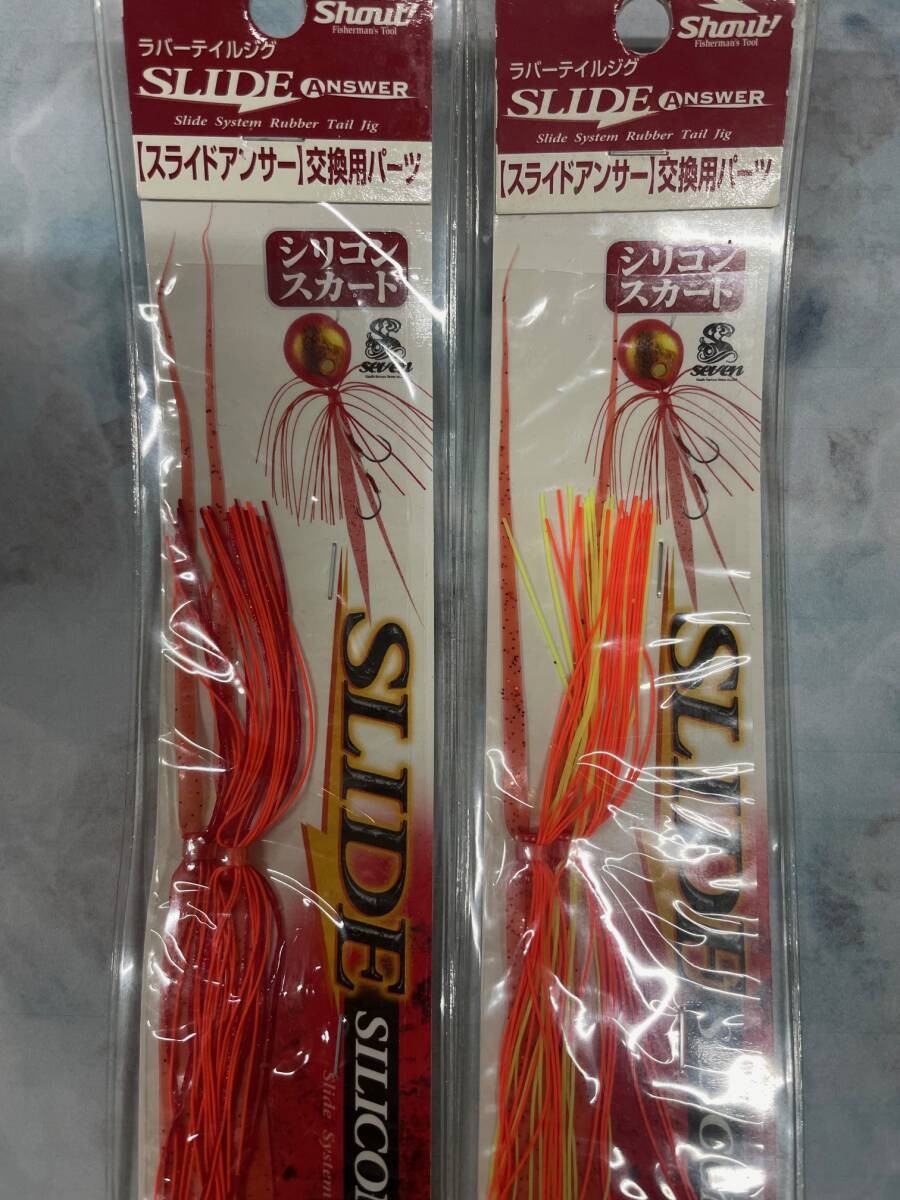 Shout!
Fisherman's Tool
ラバーテイルジグ
SLIDE ANSWER
Slide System Rubber Tail Jig
【スライドアンサー】交換用パーツ
シリコン
スカート
seven
SLIDE
SILICO
Slide System
Shout!
Fisherman's Tool
ラバーテイルジグ
SLIDE ANSWER
Slide System Rubber Tail Jig
【スライドアンサー】交換用パーツ
シリコン
スカート
seven
SLIDE